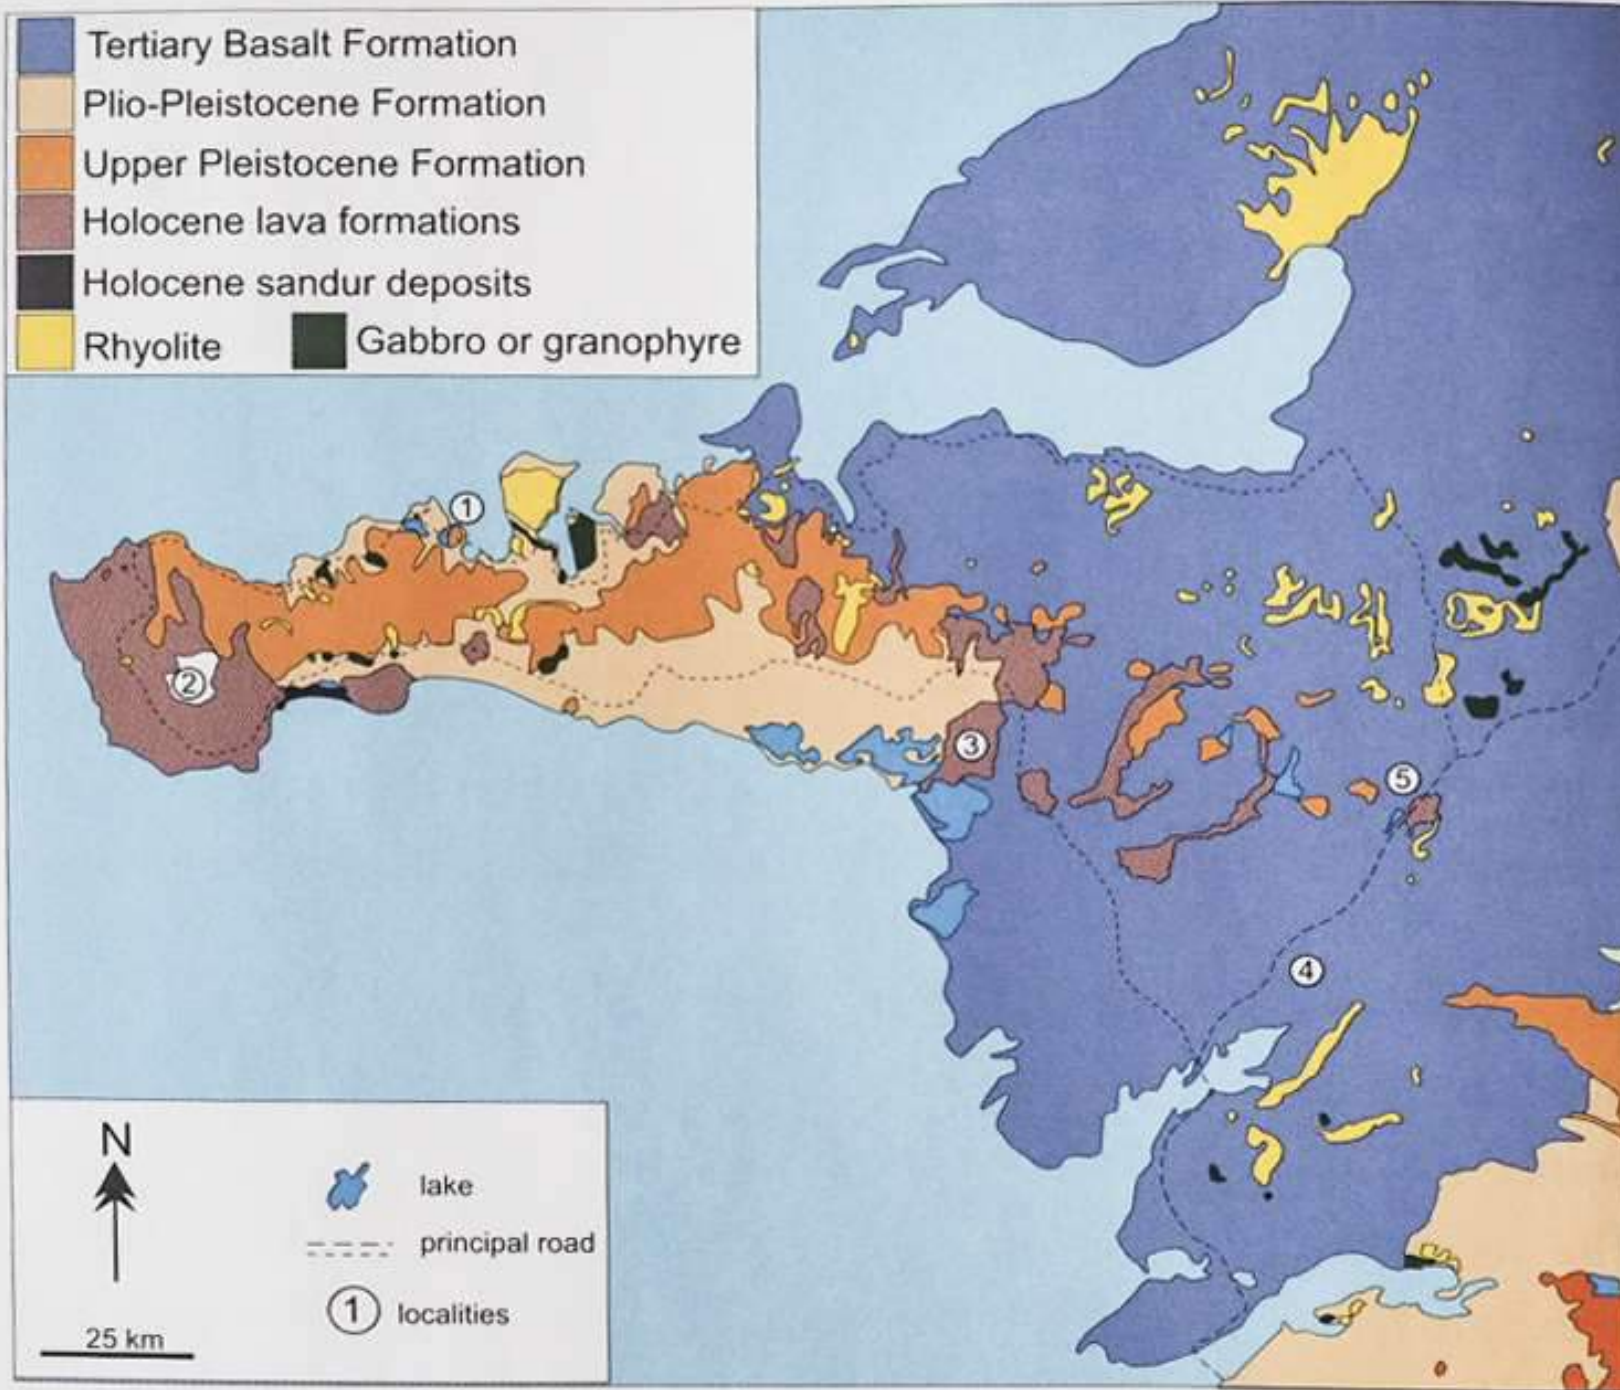 Tertiary Basalt Formation
Plio-Pleistocene Formation
Upper Pleistocene Formation
Holocene lava formations
Holocene sandur deposits
Rhyolite Gabbro or granophyre
1
2
3
5
4
N
lake
principal road
1 localities
25 km